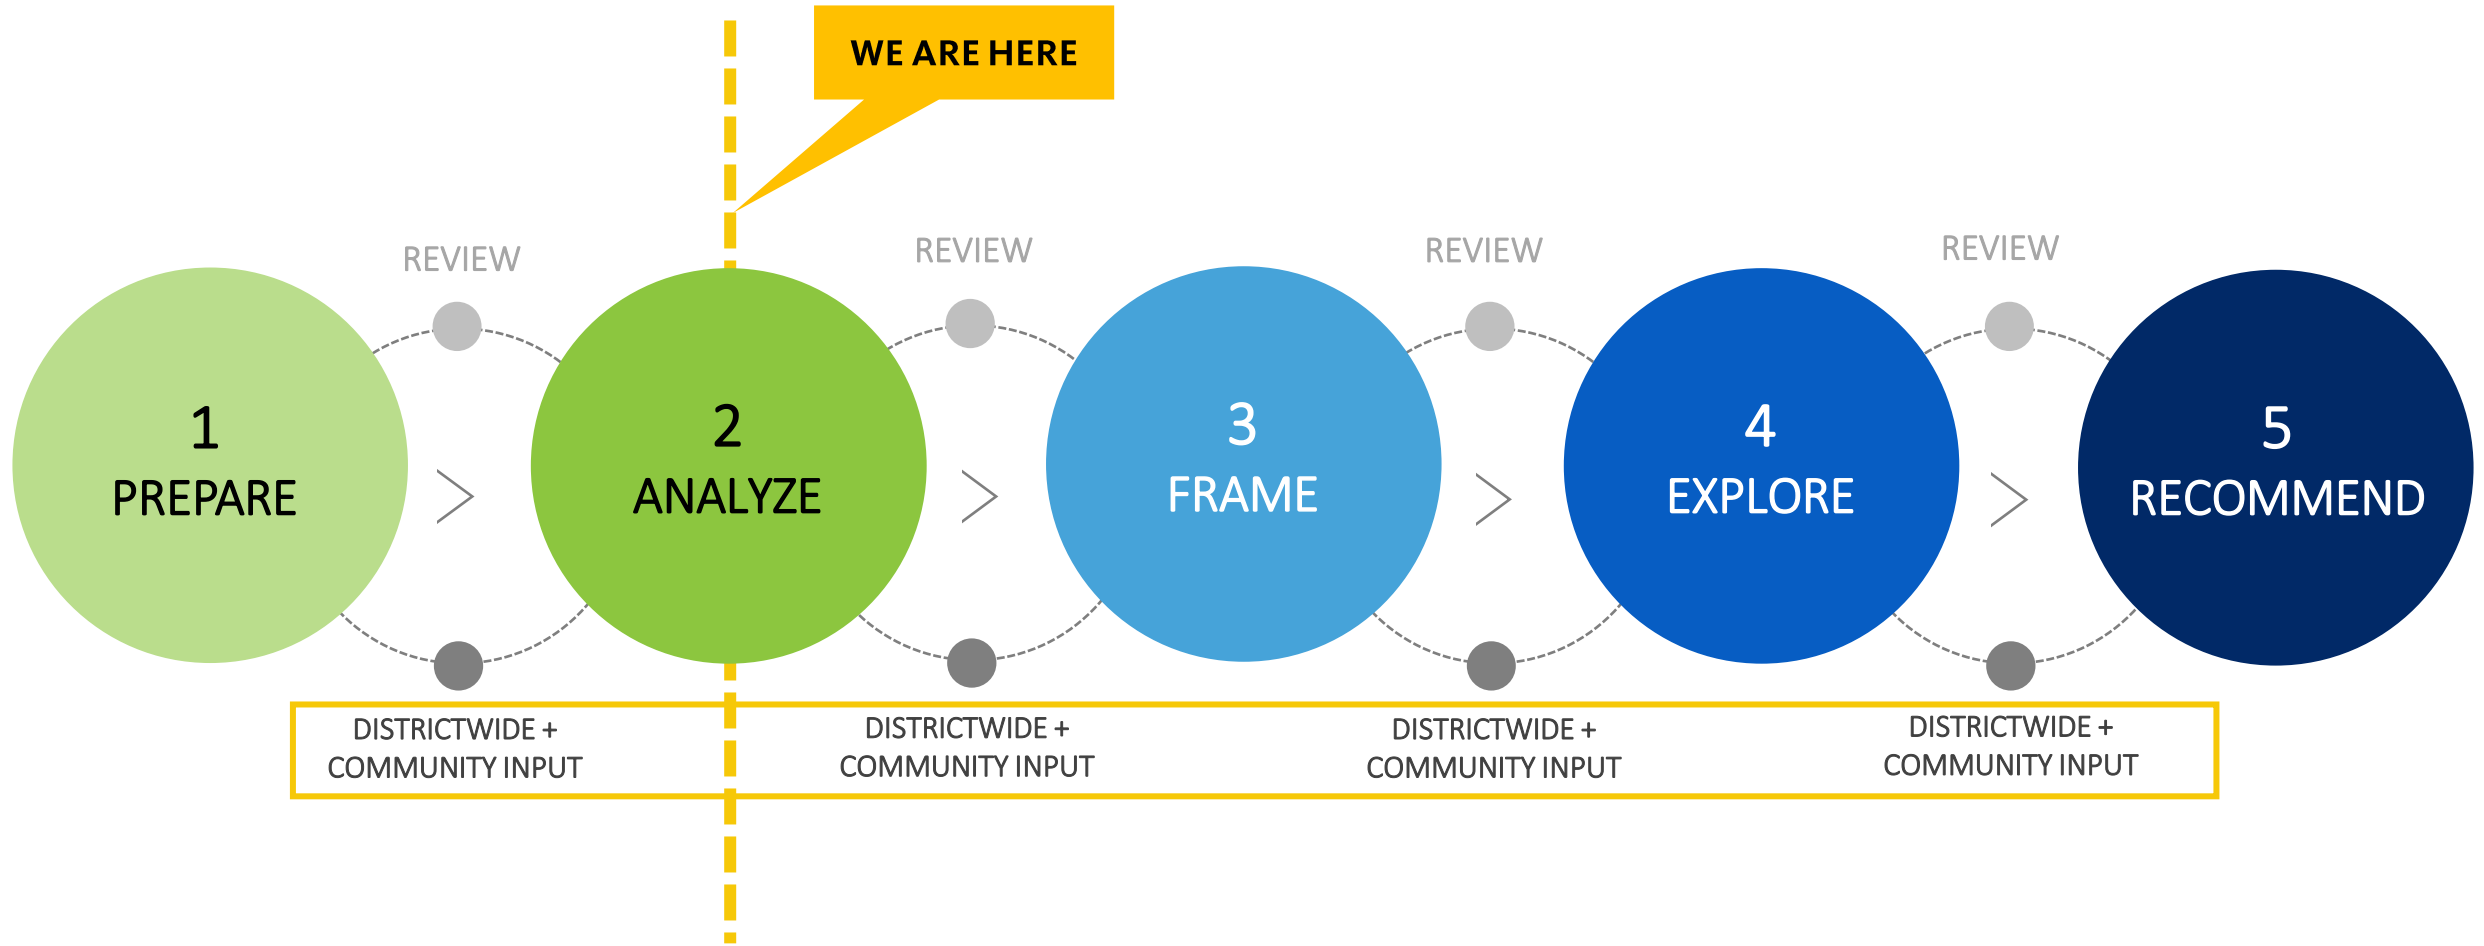 WE ARE HERE
REVIEW
REVIEW
REVIEW
REVIEW
1
PREPARE
>
2
ANALYZE
>
3
FRAME
>
4
EXPLORE
>
5
RECOMMEND
DISTRICTWIDE +
COMMUNITY INPUT
DISTRICTWIDE +
COMMUNITY INPUT
DISTRICTWIDE +
COMMUNITY INPUT
DISTRICTWIDE +
COMMUNITY INPUT